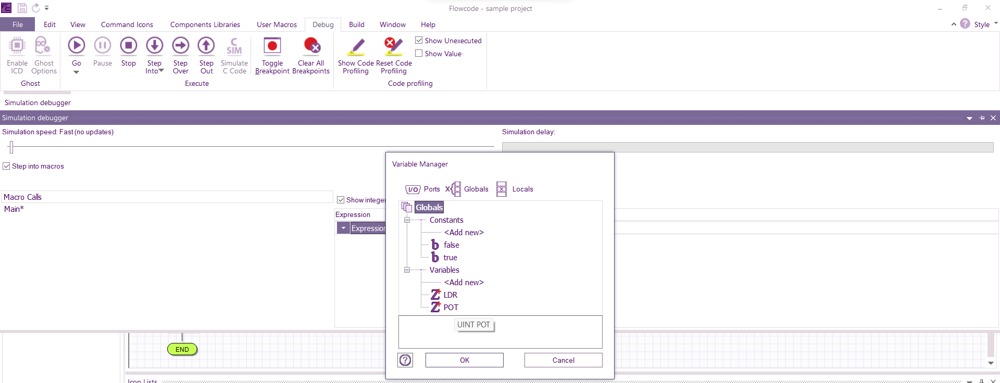 Flowcode - sample project
File Edit View Command Icons Components Libraries User Macros Debug Build Window Help Style
Enable ICD
Ghost Options
Go
Pause
Stop
Step Into
Step Over
Step Out
C SIM
Simulate C Code
Toggle Breakpoint
Clear All Breakpoints
Show Code Profiling
Reset Code Profiling
Show Unexecuted
Show Value
Ghost
Execute
Code profiling
Simulation debugger
Simulation debugger
Simulation speed: Fast (no updates)
Simulation delay:
Step into macros
Macro Calls
Main*
Show integer
Expression
Expression
Variable Manager
I/O Ports
Globals
Locals
Globals
Constants
<Add new>
b false
b true
Variables
<Add new>
Z LDR
Z POT
UINT POT
OK
Cancel
END
Icon Lists